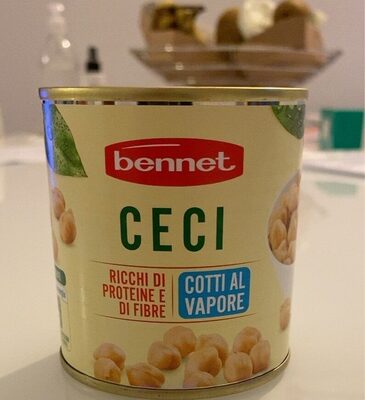 bennet
CECI
RICCHI DI
PROTEINE E
DI FIBRE
COTTI AL
VAPORE